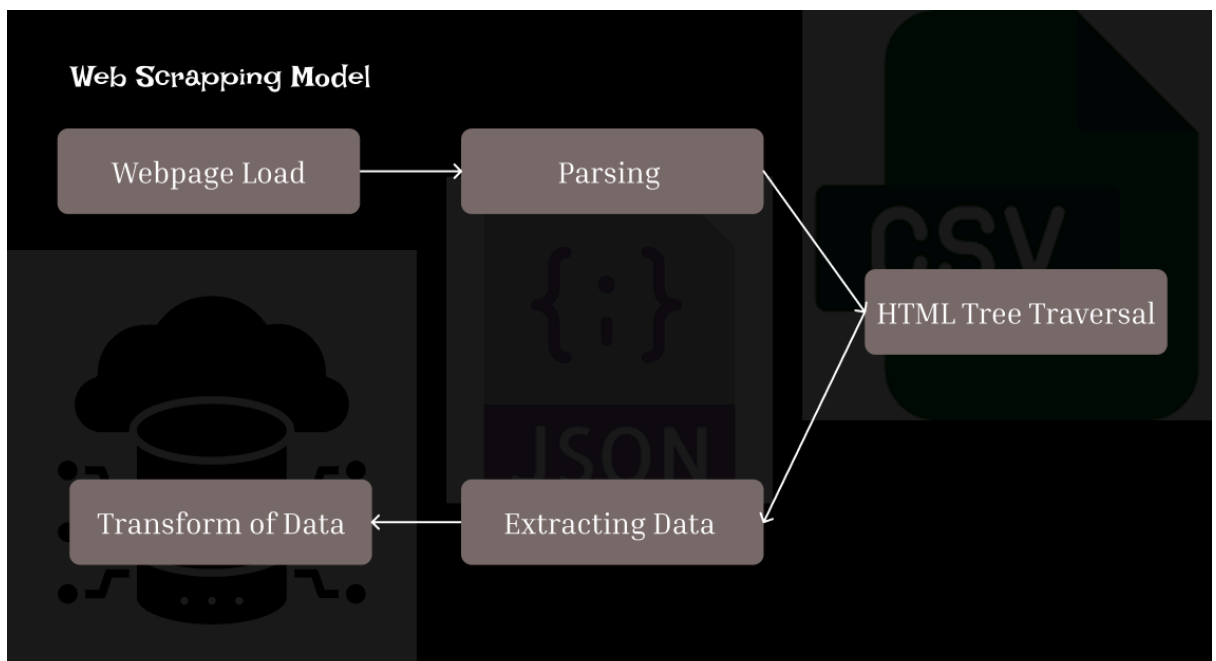 Web Scrapping Model
Webpage Load
Parsing
CSV
HTML Tree Traversal
{;}
JSON
Transform of Data
Extracting Data